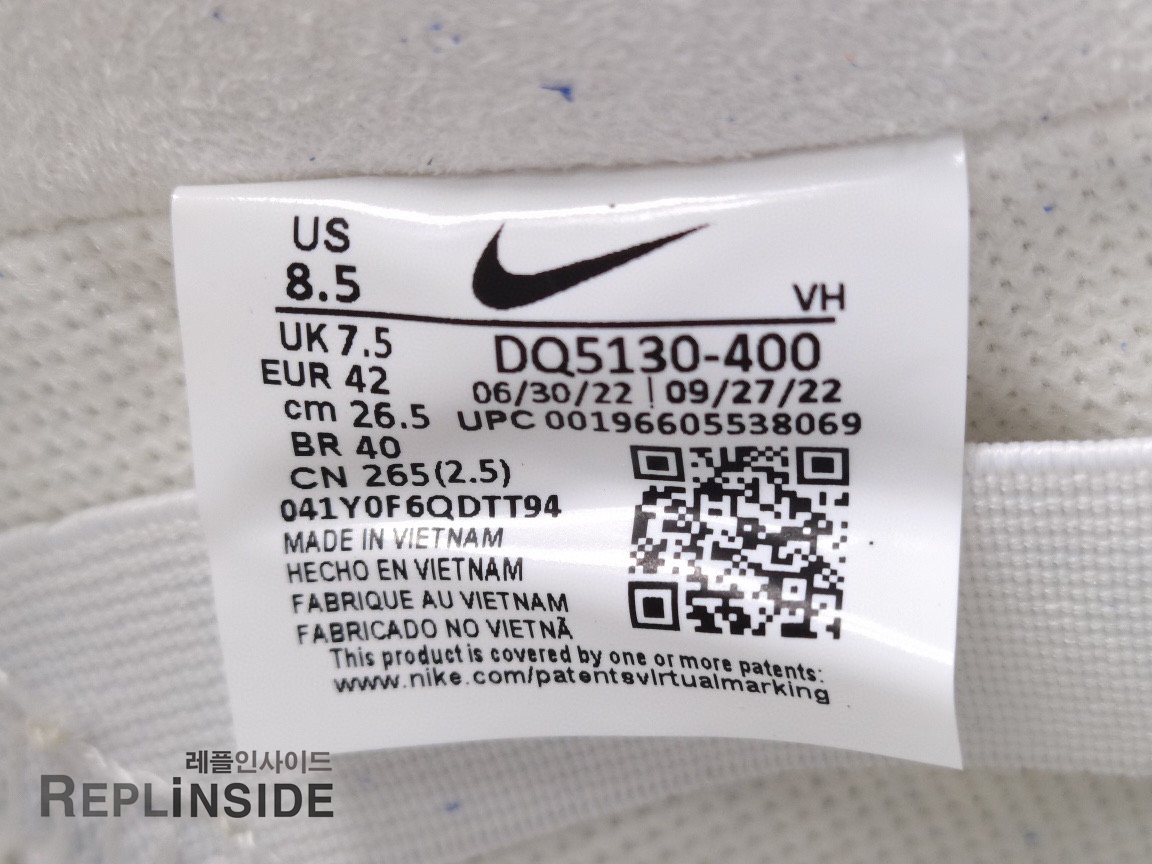 US
8.5
VH
UK 7.5
DQ5130-400
EUR 42
06/30/22 | 09/27/22
cm 26.5
UPC 001966605538069
BR 40
CN 265(2.5)
041Y0F6QDTT94
MADE IN VIETNAM
HECHO EN VIETNAM
FABRIQUE AU VIETNAM
FABRICADO NO VIETNÃ
This product is covered by one or more patents:
www.nike.com/patentsvirtualmarking
레플인사이드
REPLiNSIDE